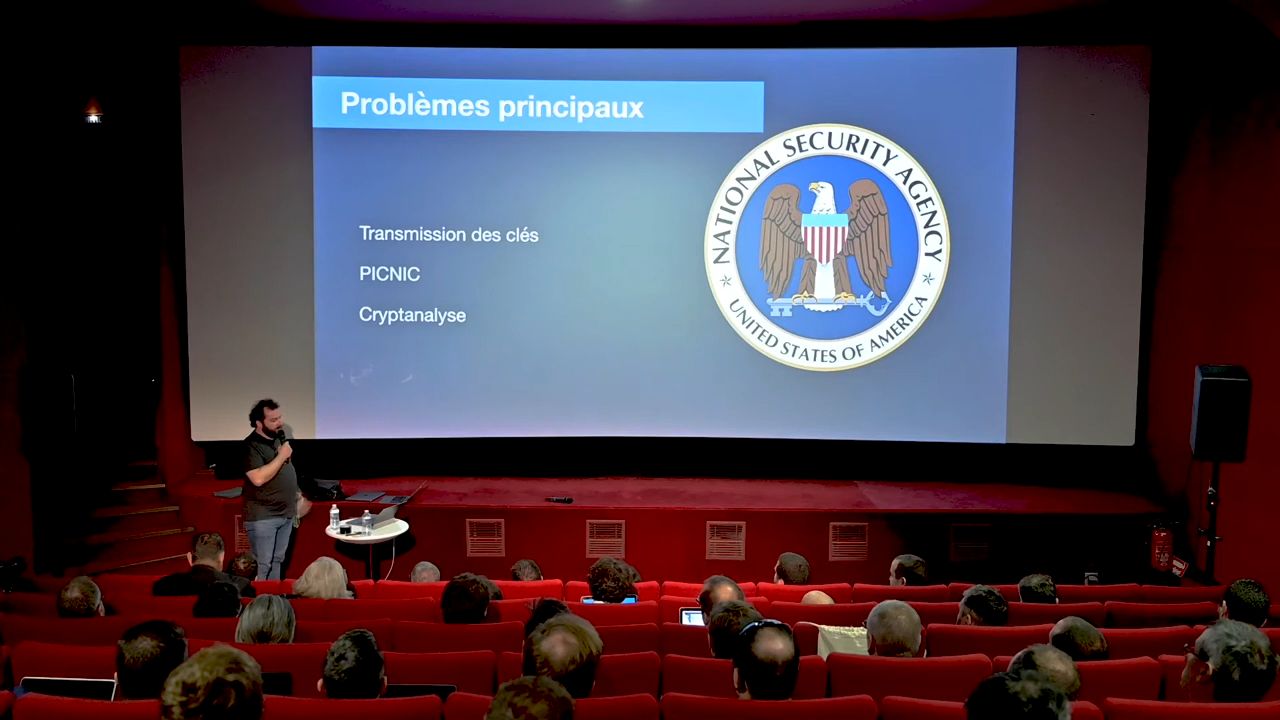 Problèmes principaux
Transmission des clés
PICNIC
Cryptanalyse
NATIONAL SECURITY AGENCY
UNITED STATES OF AMERICA